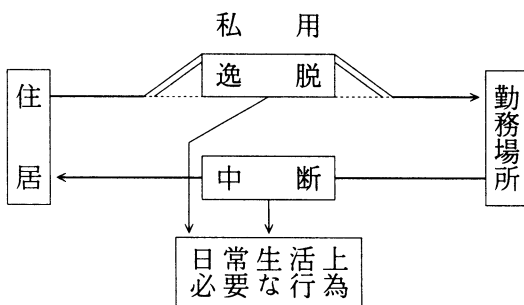 私用
逸脱
住居
勤務場所
中断
日常生活上
必要な行為